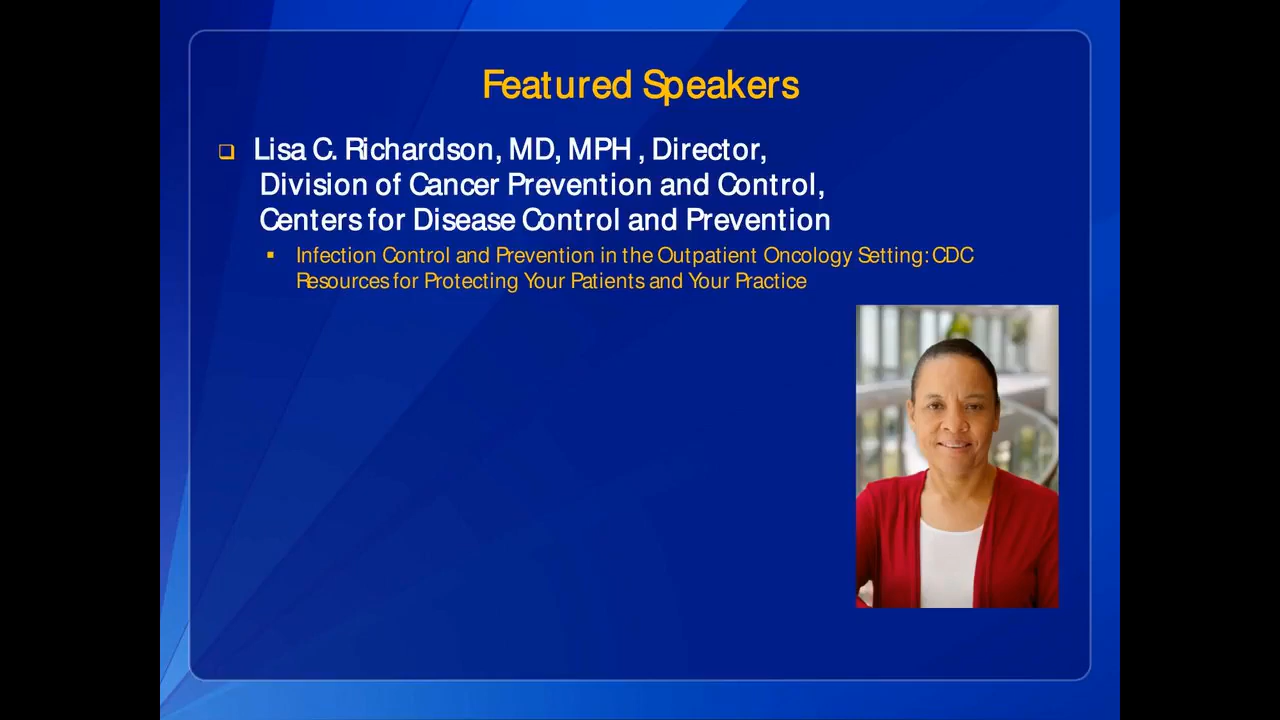 Featured Speakers
Lisa C. Richardson, MD, MPH , Director,
Division of Cancer Prevention and Control,
Centers for Disease Control and Prevention
Infection Control and Prevention in the Outpatient Oncology Setting: CDC
Resources for Protecting Your Patients and Your Practice